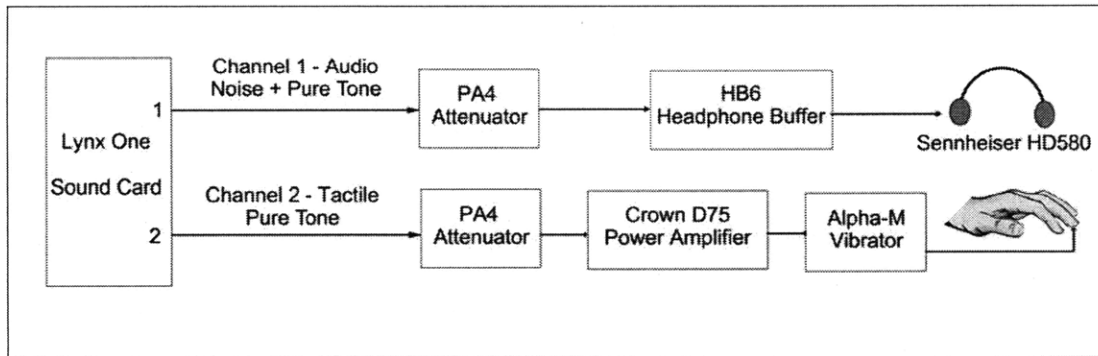 Lynx One
Sound Card
1
2
Channel 1 - Audio
Noise + Pure Tone
PA4
Attenuator
HB6
Headphone Buffer
Sennheiser HD580
Channel 2 - Tactile
Pure Tone
PA4
Attenuator
Crown D75
Power Amplifier
Alpha-M
Vibrator